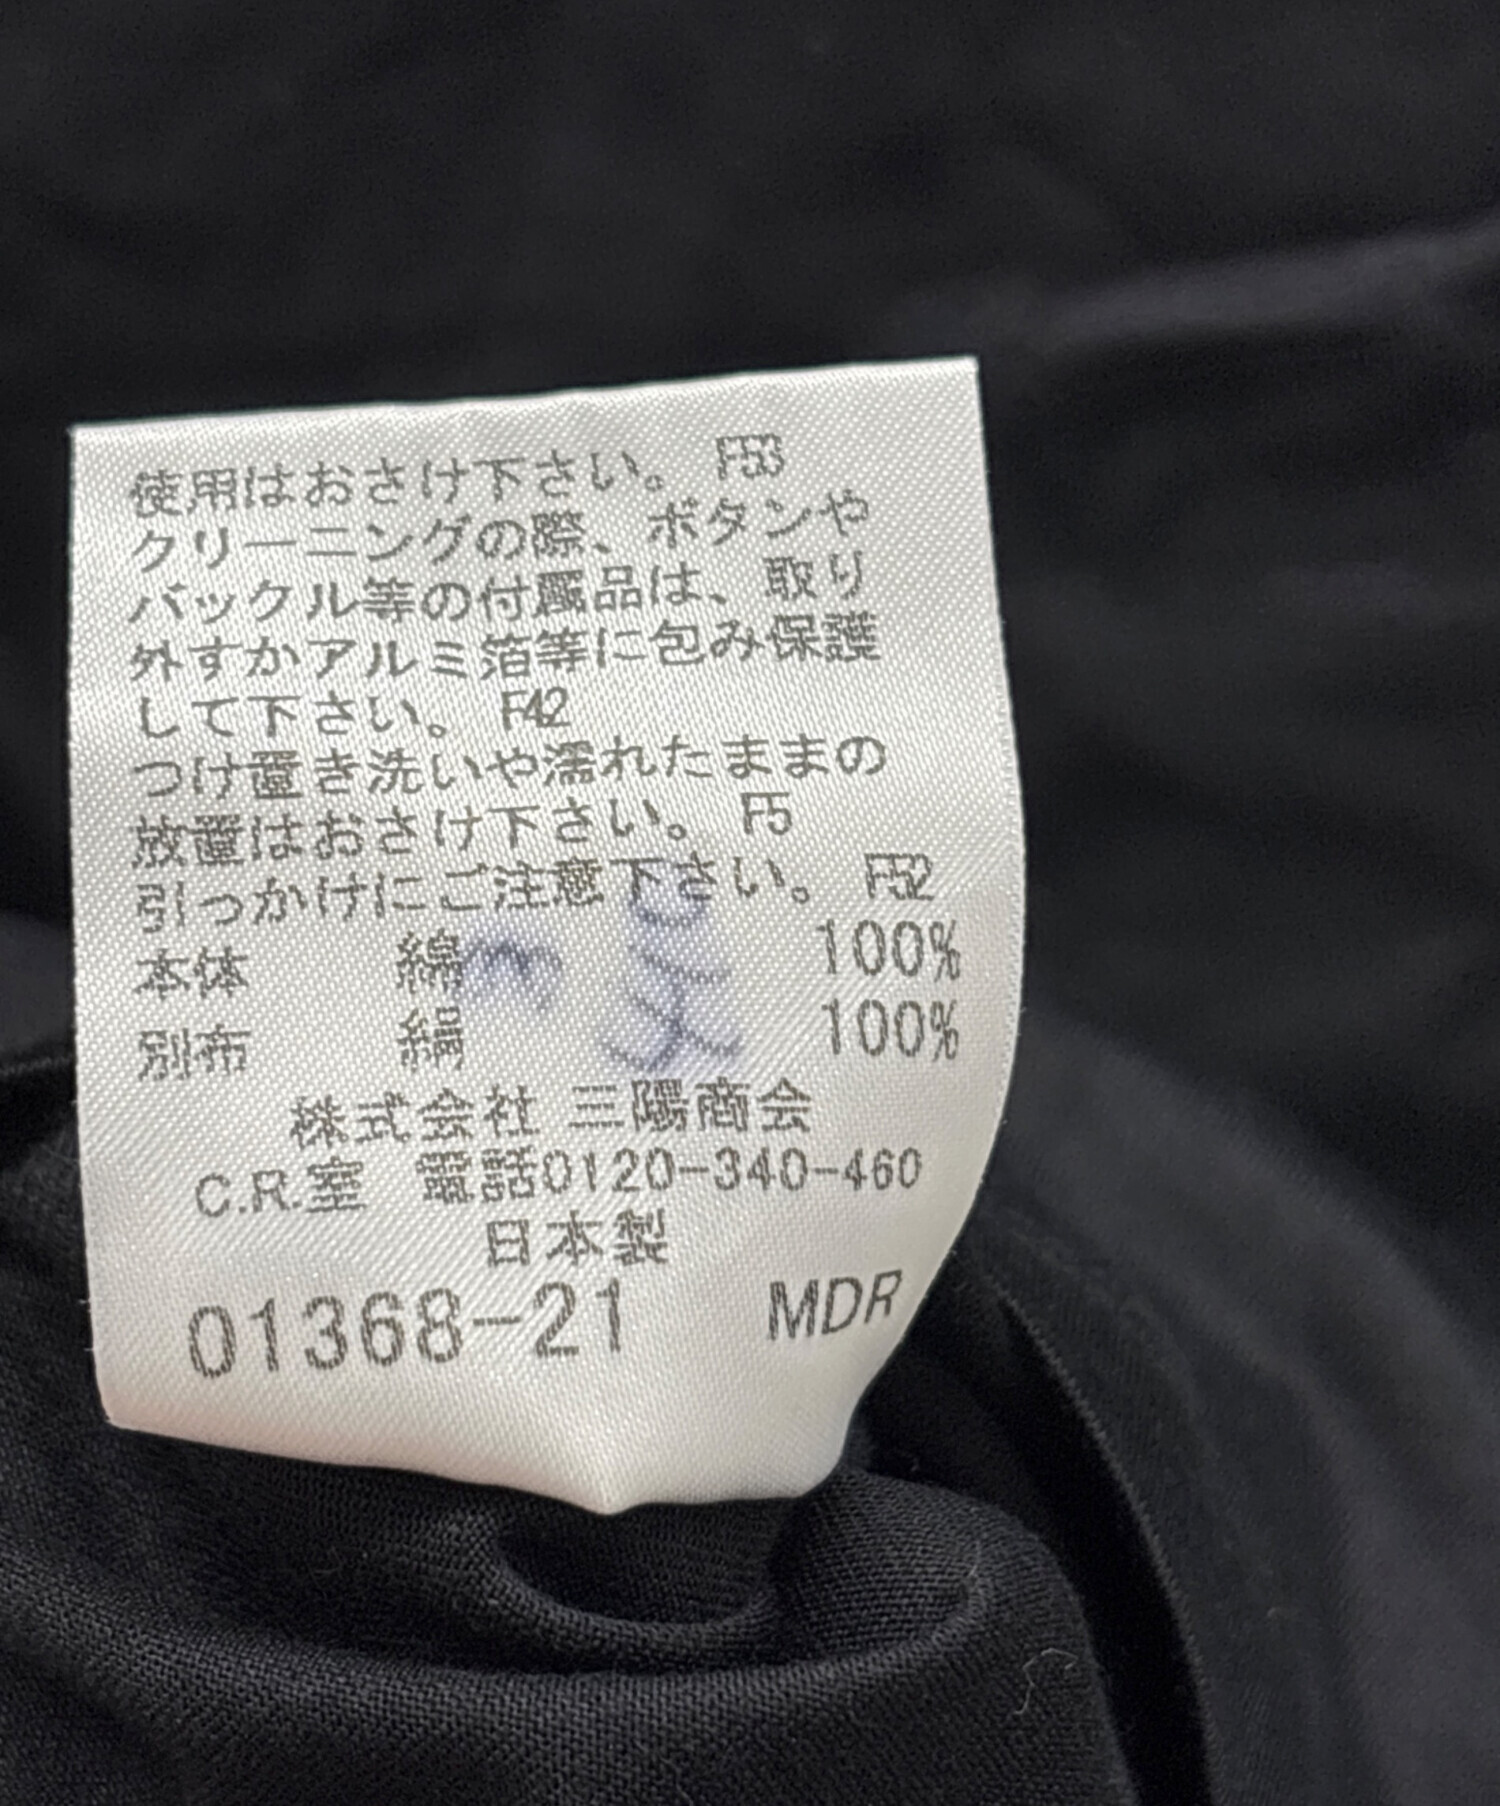 使用はおさけ下さい。 F53
クリーニングの際、ボタンや
バックル等の付属品は、取り
外すかアルミ箔等に包み保護
して下さい。 F42
つけ置き洗いや濡れたままの
放置はおさけ下さい。 F5
引っかけにご注意下さい。 F52
本体 綿 100%
別布 絹 100%
株式会社 三陽商会
C.R.室 電話0120-340-460
日本製
01368-21 MDR